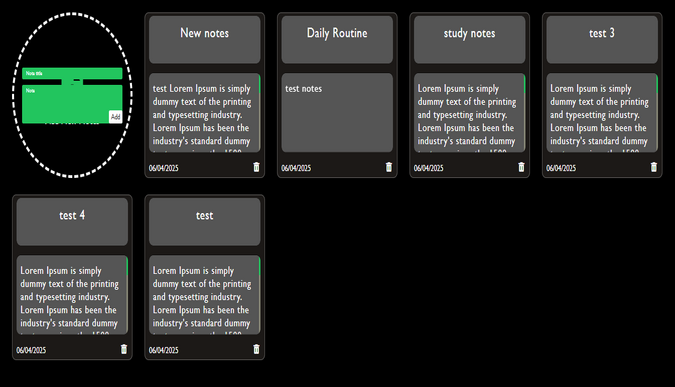 Note title
Note
Add
Add New Notes
New notes
test Lorem Ipsum is simply
dummy text of the printing
and typesetting industry.
Lorem Ipsum has been the
industry's standard dummy
06/04/2025
Daily Routine
test notes
06/04/2025
study notes
Lorem Ipsum is simply
dummy text of the printing
and typesetting industry.
Lorem Ipsum has been the
industry's standard dummy
06/04/2025
test 3
Lorem Ipsum is simply
dummy text of the printing
and typesetting industry.
Lorem Ipsum has been the
industry's standard dummy
06/04/2025
test 4
Lorem Ipsum is simply
dummy text of the printing
and typesetting industry.
Lorem Ipsum has been the
industry's standard dummy
06/04/2025
test
Lorem Ipsum is simply
dummy text of the printing
and typesetting industry.
Lorem Ipsum has been the
industry's standard dummy
06/04/2025